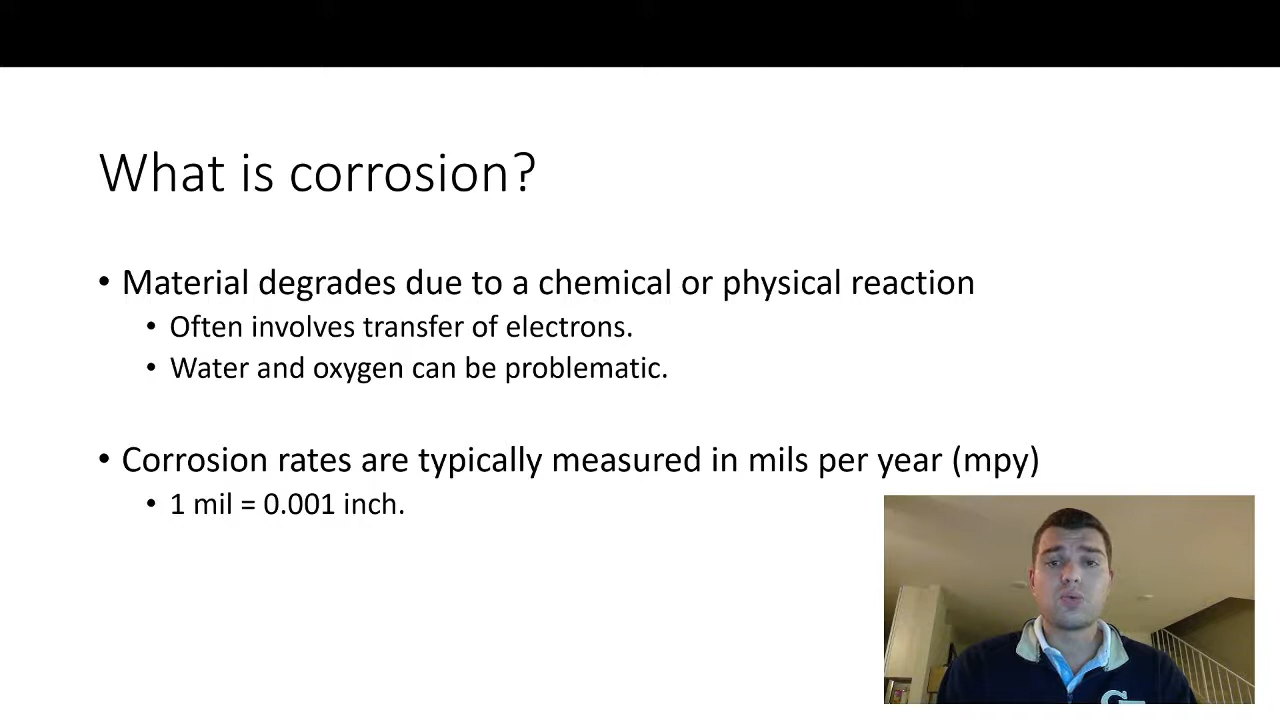 What is corrosion?
• Material degrades due to a chemical or physical reaction
• Often involves transfer of electrons.
• Water and oxygen can be problematic.
• Corrosion rates are typically measured in mils per year (mpy)
• 1 mil = 0.001 inch.